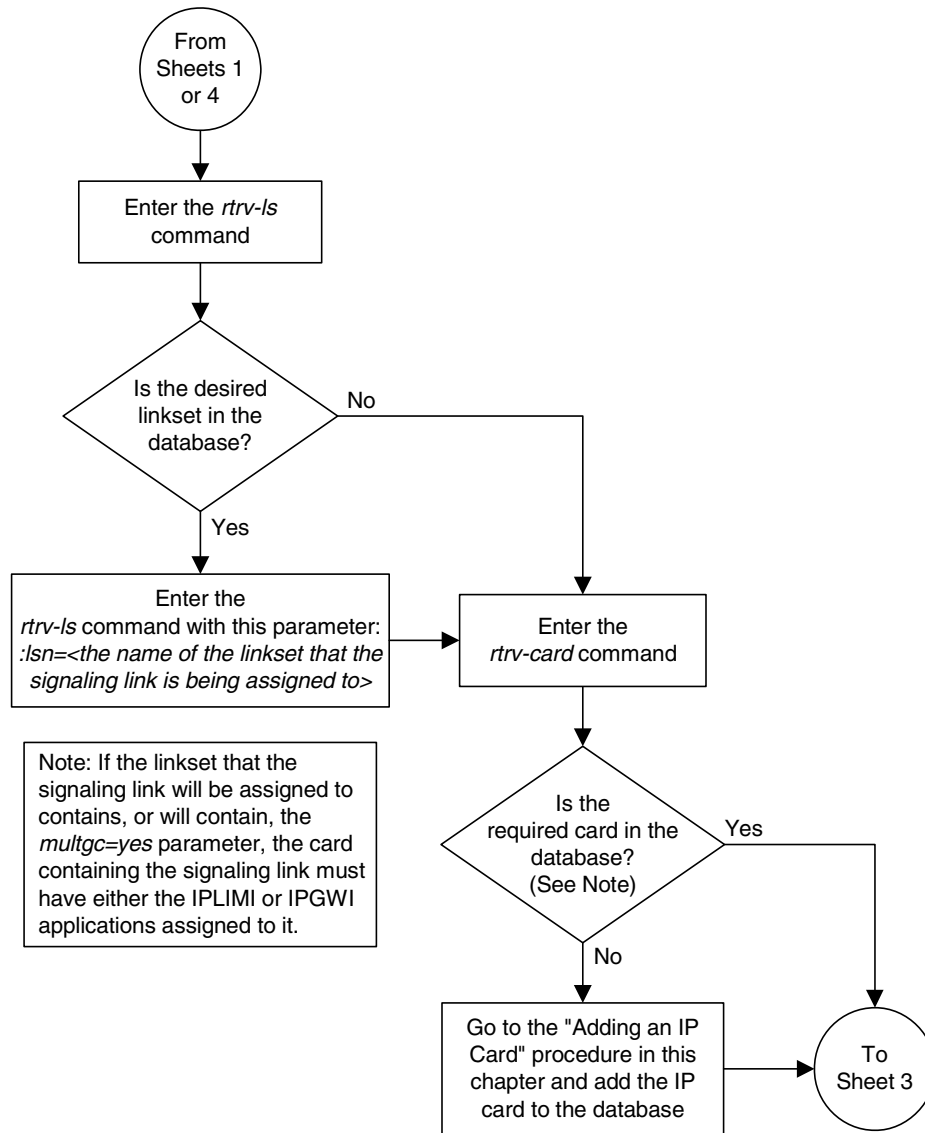 From
Sheets 1
or 4
Enter the rtrv-ls
command
Is the desired
linkset in the
database?
No
Yes
Enter the
rtrv-ls command with this parameter:
:lsn=<the name of the linkset that the
signaling link is being assigned to>
Enter the
rtrv-card command
Note: If the linkset that the
signaling link will be assigned to
contains, or will contain, the
multgc=yes parameter, the card
containing the signaling link must
have either the IPLIMI or IPGWI
applications assigned to it.
Is the
required card in the
database?
(See Note)
Yes
No
Go to the "Adding an IP
Card" procedure in this
chapter and add the IP
card to the database
To
Sheet 3